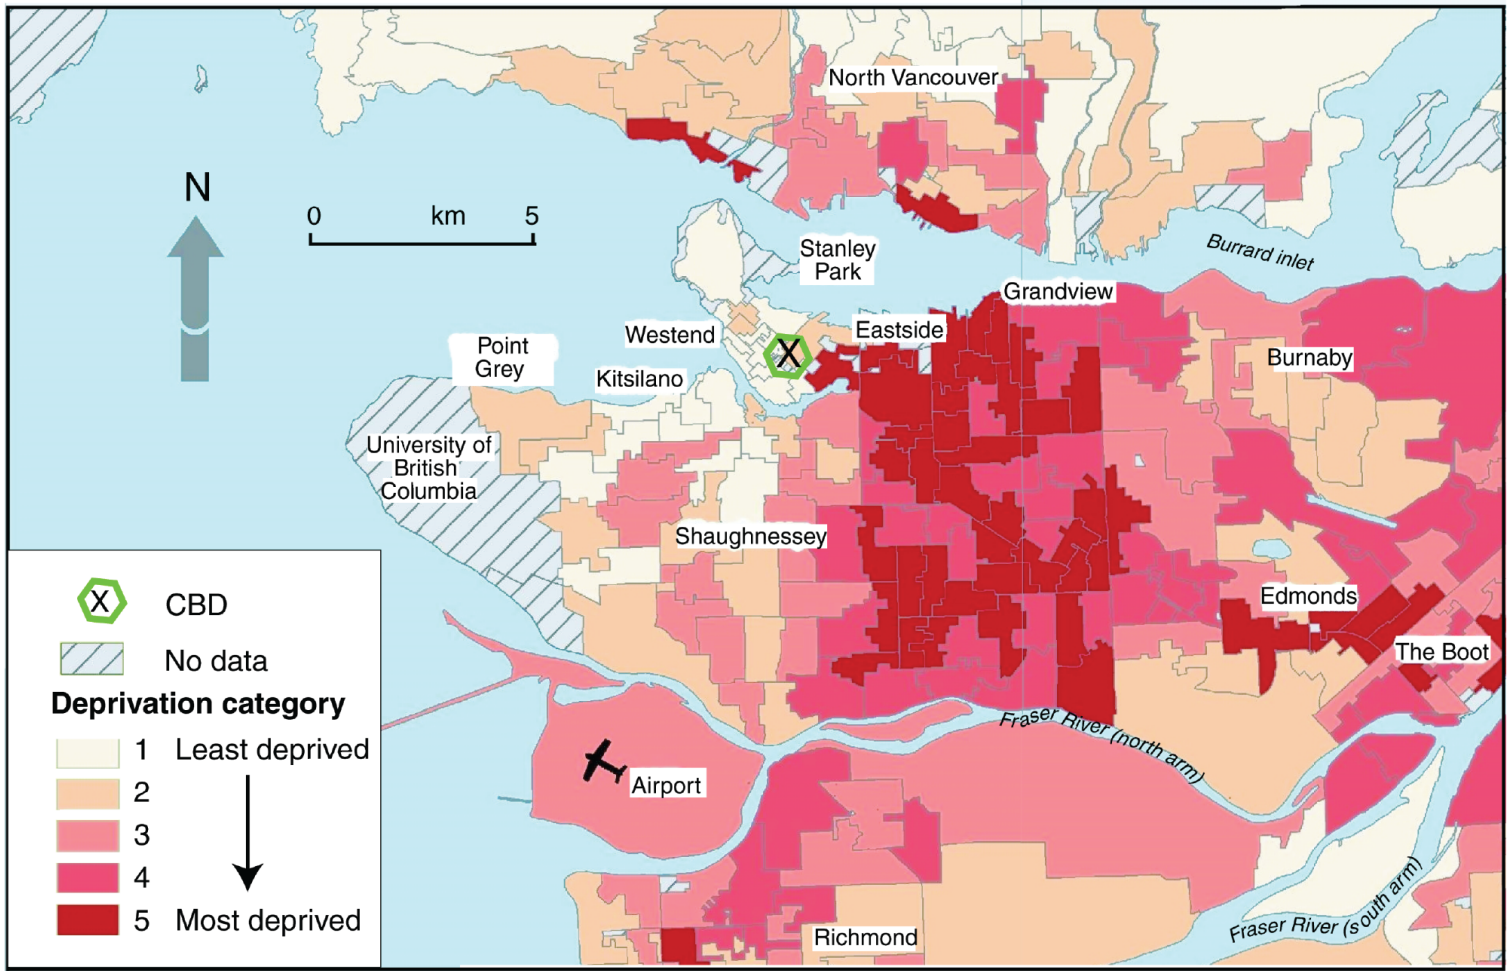 North Vancouver
N
0 km 5
Stanley
Park
Burrard inlet
Grandview
Westend
Eastside
Point
Grey
Kitsilano
X
Burnaby
University of
British
Columbia
Shaughnessey
Edmonds
The Boot
Fraser River (north arm)
Airport
Richmond
Fraser River (south arm)
X CBD
No data
Deprivation category
1 Least deprived
2
3
4
5 Most deprived